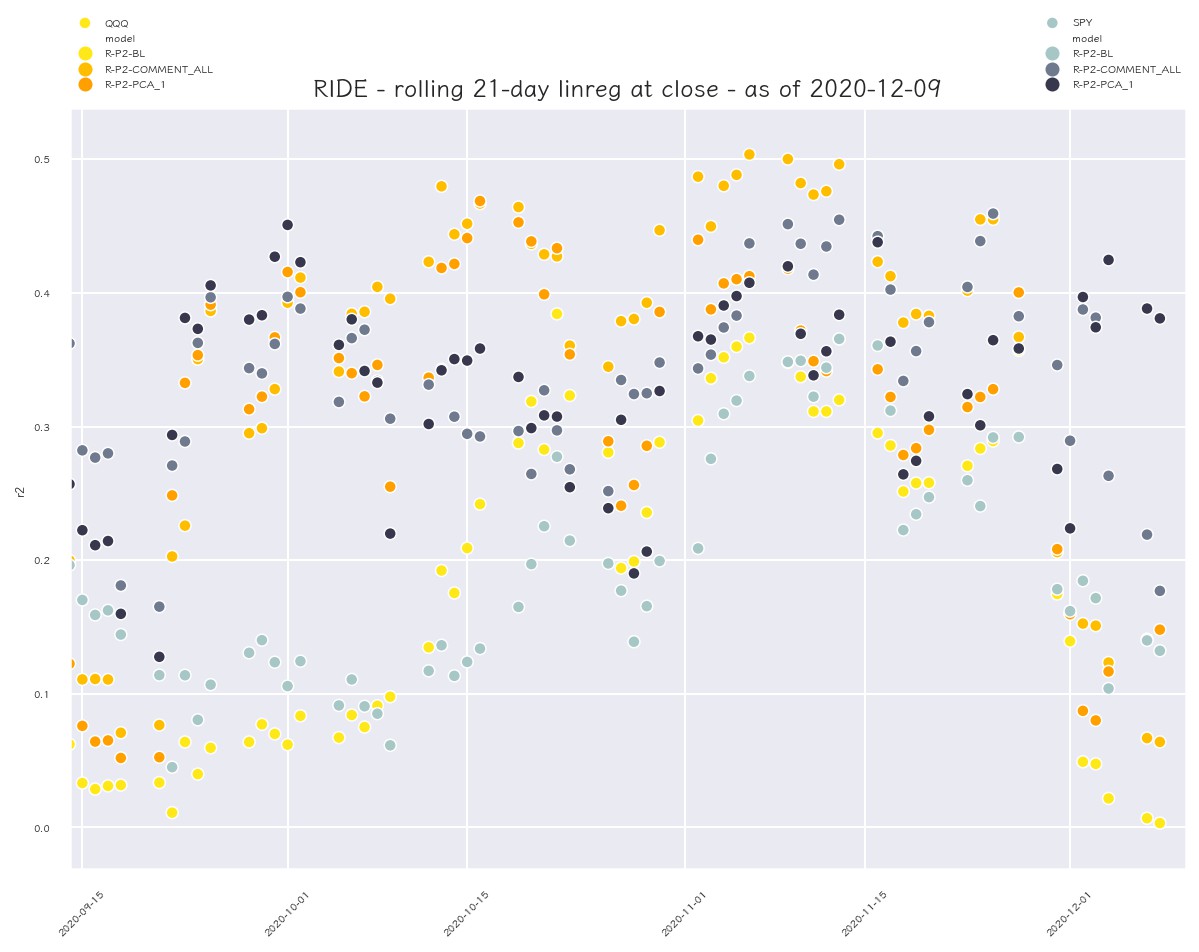 QQQ
model
R-P2-BL
R-P2-COMMENT_ALL
R-P2-PCA_1
SPY
model
R-P2-BL
R-P2-COMMENT_ALL
R-P2-PCA_1
RIDE - rolling 21-day linreg at close - as of 2020-12-09
0.5
0.4
0.3
0.2
0.1
0.0
r2
2020-09-15
2020-10-01
2020-10-15
2020-11-01
2020-11-15
2020-12-01